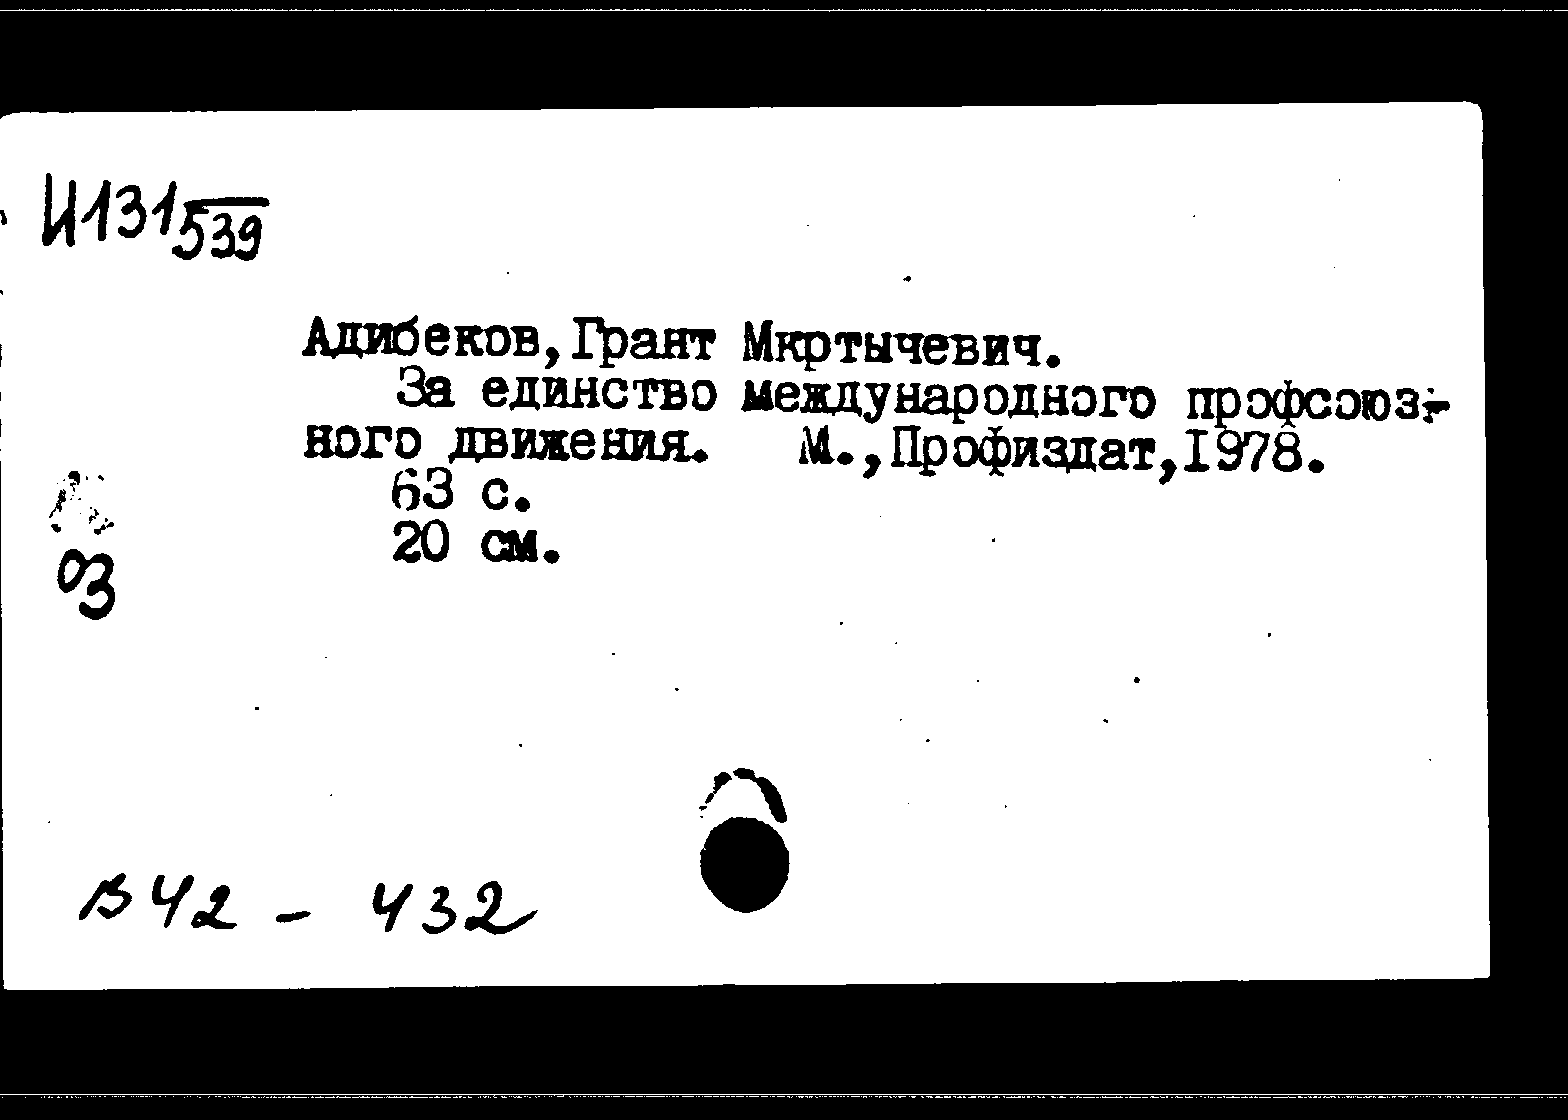 И131 539
Адибеков,Грант Мкртычевич.
За единство международного профсоюз-
ного движения. М.,Профиздат,1978.
63 с.
20 см.
03
В42 - 432